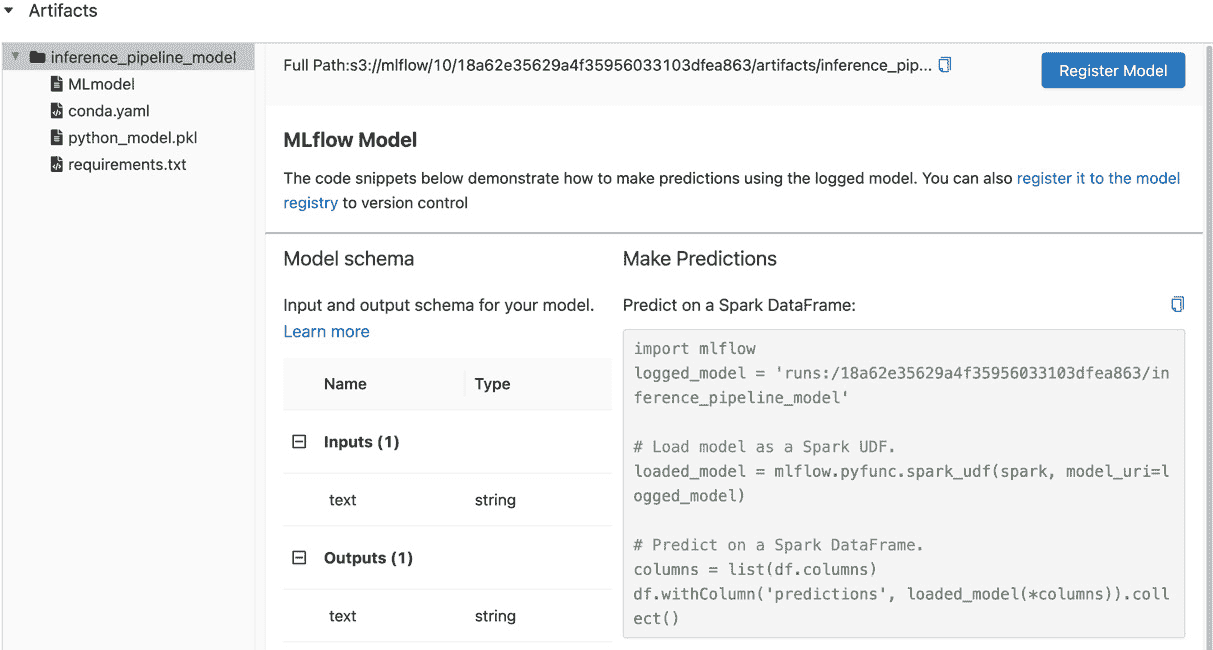 Artifacts
inference_pipeline_model
MLmodel
conda.yaml
python_model.pkl
requirements.txt
Full Path:s3://mlflow/10/18a62e35629a4f35956033103dfea863/artifacts/inference_pip...
Register Model
MLflow Model
The code snippets below demonstrate how to make predictions using the logged model. You can also register it to the model
registry to version control
Model schema
Input and output schema for your model.
Learn more
Name Type
Inputs (1)
text string
Outputs (1)
text string
Make Predictions
Predict on a Spark DataFrame:
import mlflow
logged_model = 'runs:/18a62e35629a4f35956033103dfea863/in
ference_pipeline_model'
# Load model as a Spark UDF.
loaded_model = mlflow.pyfunc.spark_udf(spark, model_uri=l
ogged_model)
# Predict on a Spark DataFrame.
columns = list(df.columns)
df.withColumn('predictions', loaded_model(*columns)).coll
ect()